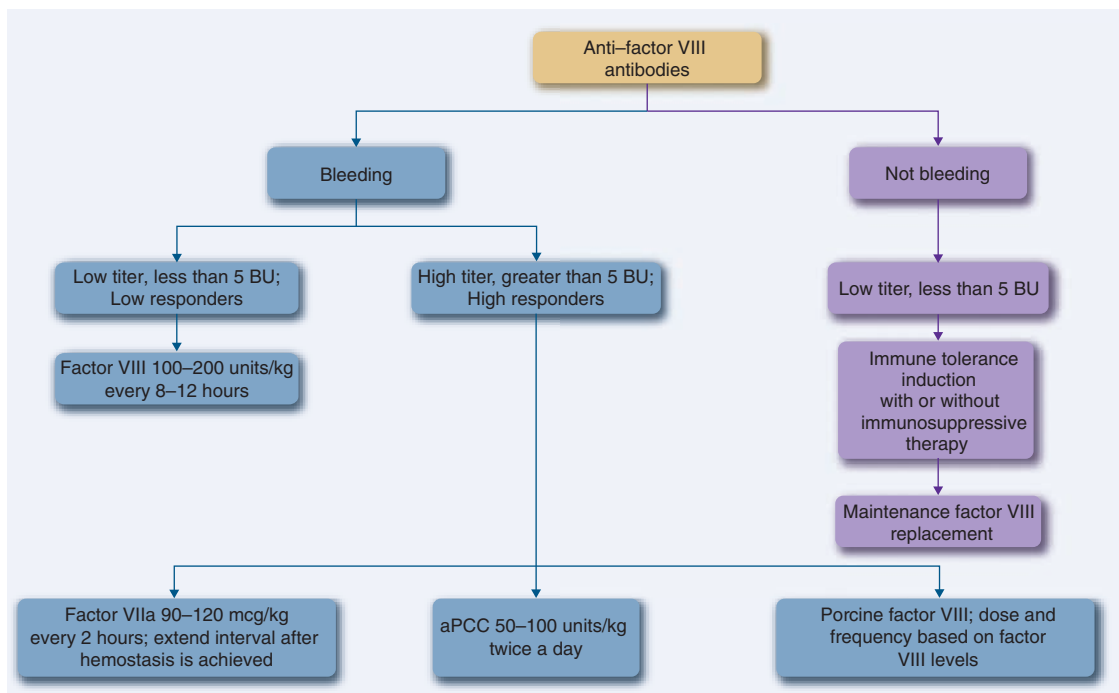 Anti–factor VIII
antibodies
Bleeding
Not bleeding
Low titer, less than 5 BU;
Low responders
High titer, greater than 5 BU;
High responders
Low titer, less than 5 BU
Factor VIII 100–200 units/kg
every 8–12 hours
Immune tolerance
induction
with or without
immunosuppressive
therapy
Maintenance factor VIII
replacement
Factor VIIa 90–120 mcg/kg
every 2 hours; extend interval after
hemostasis is achieved
aPCC 50–100 units/kg
twice a day
Porcine factor VIII; dose and
frequency based on factor
VIII levels